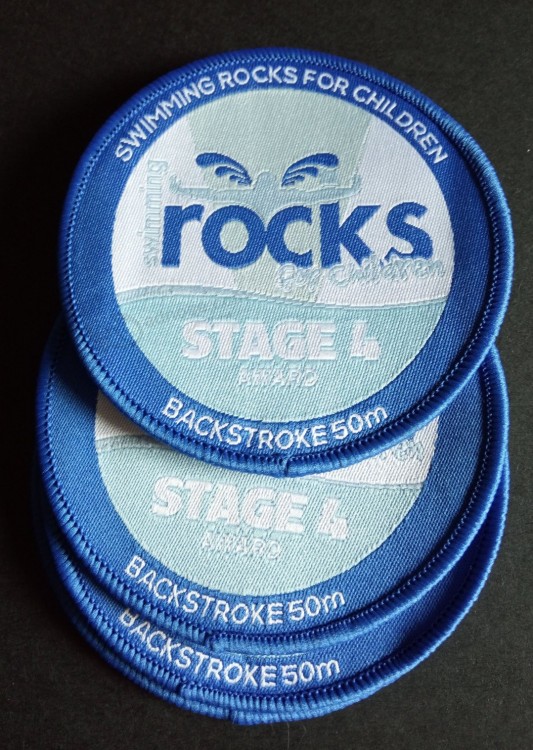 SWIMMING ROCKS FOR CHILDREN
swimming
rocks
for Children
STAGE 4
AWARD
BACKSTROKE 50m
STAGE 4
AWARD
BACKSTROKE 50m
BACKSTROKE 50m